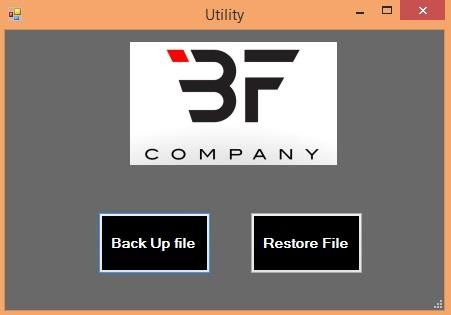 Utility
BF
COMPANY
Back Up file
Restore File